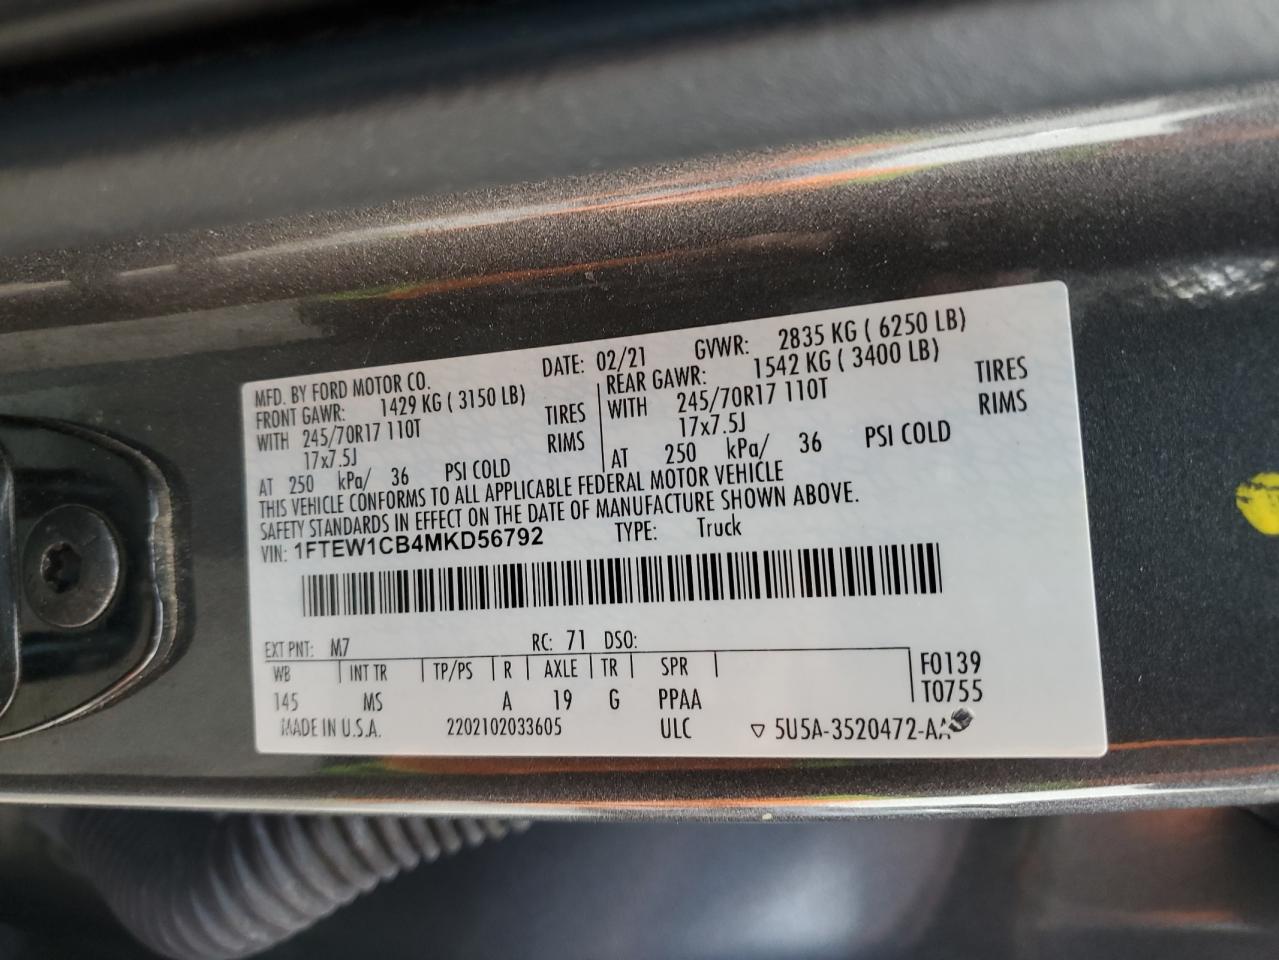 MFD. BY FORD MOTOR CO. DATE: 02/21 GVWR: 2835 KG ( 6250 LB)
FRONT GAWR: 1429 KG ( 3150 LB) REAR GAWR: 1542 KG ( 3400 LB)
WITH 245/70R17 110T TIRES WITH 245/70R17 110T TIRES
17x7.5J RIMS 17x7.5J RIMS
AT 250 kPa/ 36 PSI COLD AT 250 kPa/ 36 PSI COLD
THIS VEHICLE CONFORMS TO ALL APPLICABLE FEDERAL MOTOR VEHICLE
SAFETY STANDARDS IN EFFECT ON THE DATE OF MANUFACTURE SHOWN ABOVE.
VIN: 1FTEW1CB4MKD56792 TYPE: Truck
EXT PNT: M7 RC: 71 DSO:
WB INT TR TP/PS R AXLE TR SPR F0139
145 MS A 19 G PPAA T0755
MADE IN U.S.A. 2202102033605 ULC ▽ 5U5A-3520472-AA